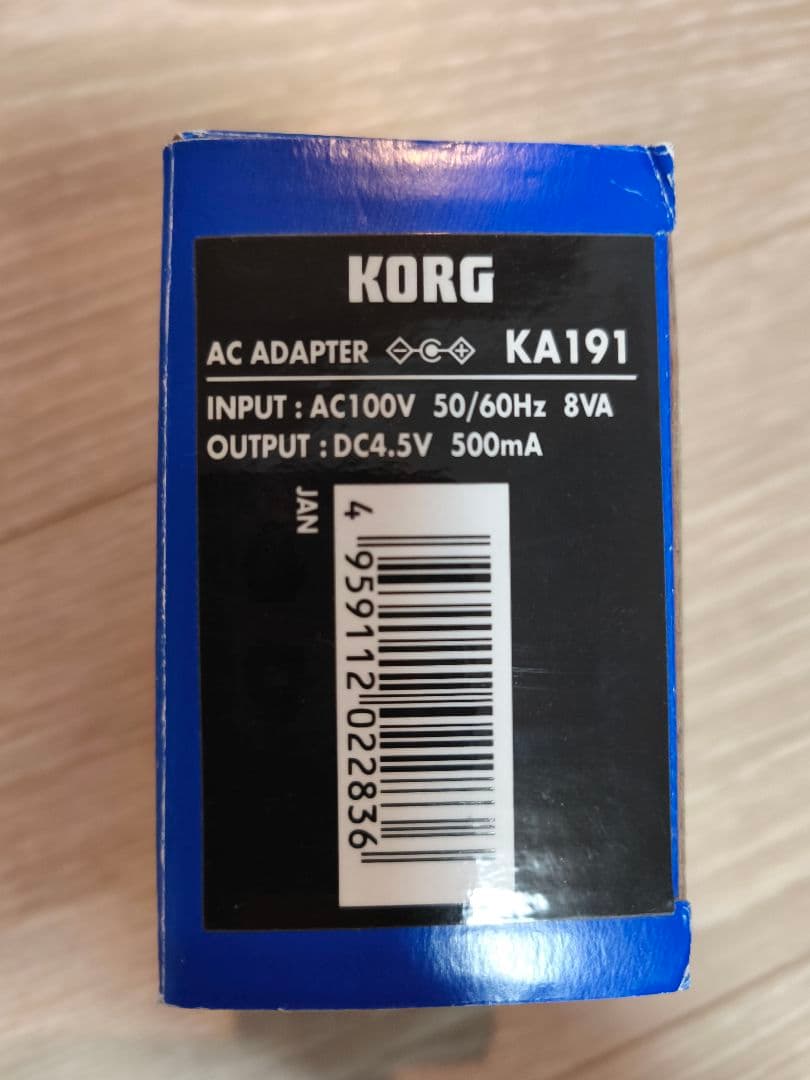 KORG
AC ADAPTER KA191
INPUT : AC100V 50/60Hz 8VA
OUTPUT : DC4.5V 500mA
JAN
4 959112 022836